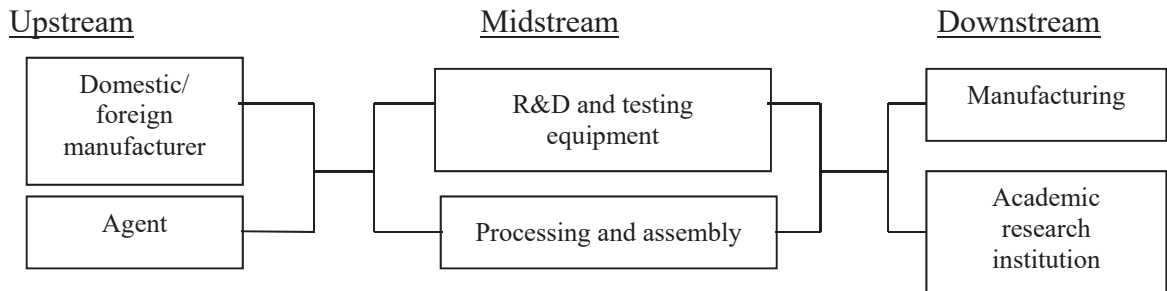 Upstream
Midstream
Downstream
Domestic/
foreign
manufacturer
Agent
R&D and testing
equipment
Processing and assembly
Manufacturing
Academic
research
institution